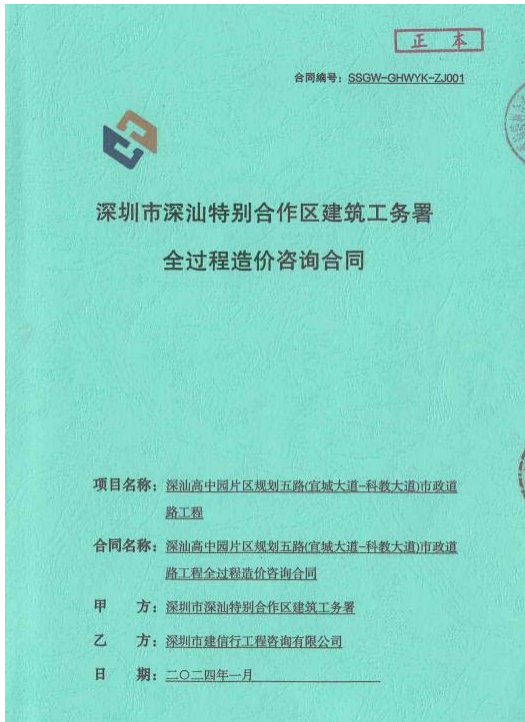 正 本
合同编号：SSGW-GHWYK-ZJ001
深圳市深汕特别合作区建筑工务署
全过程造价咨询合同
项目名称：深汕高中园片区规划五路(宜城大道-科教大道)市政道
路工程
合同名称：深汕高中园片区规划五路(宜城大道-科教大道)市政道
路工程全过程造价咨询合同
甲 方：深圳市深汕特别合作区建筑工务署
乙 方：深圳市建信行工程咨询有限公司
日 期：二〇二四年一月